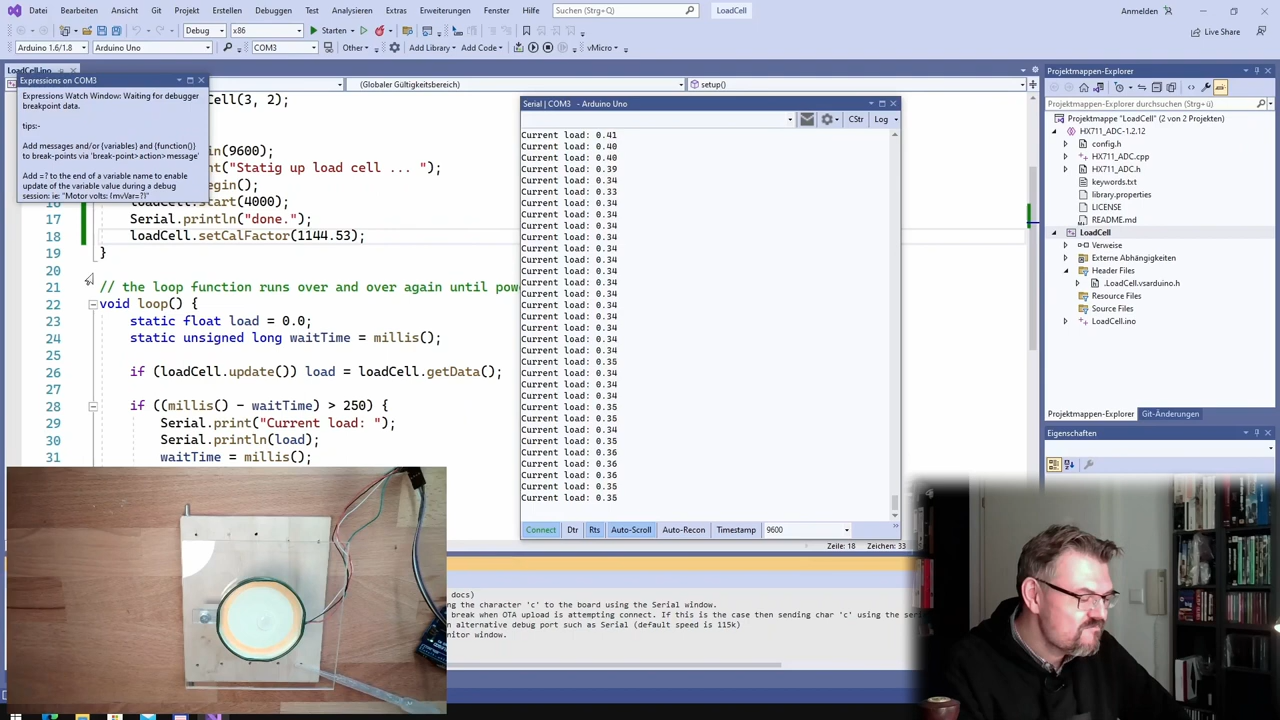 Datei Bearbeiten Ansicht Git Projekt Erstellen Debuggen Test Analysieren Extras Erweiterungen Fenster Hilfe Suchen (Strg+Q) LoadCell Anmelden
Debug x86 Starten Live Share
Arduino 1.6/1.8 Arduino Uno COM3 Other Add Library Add Code vMicro
LoadCell.ino
(Globaler Gültigkeitsbereich) setup()
Expressions on COM3
Expressions Watch Window: Waiting for debugger
breakpoint data.
tips:-
Add messages and/or {variables} and {function()}
to break-points via 'break-point>action>message'
Add =? to the end of a variable name to enable
update of the variable value during a debug
session: ie: "Motor volts: {mvVar=?}"
Cell(3, 2);
in(9600);
nt("Statig up load cell ... ");
egin();
16 loadCell.start(4000);
17 Serial.println("done.");
18 loadCell.setCalFactor(1144.53);
19 }
20
21 // the loop function runs over and over again until pow
22 void loop() {
23 static float load = 0.0;
24 static unsigned long waitTime = millis();
25
26 if (loadCell.update()) load = loadCell.getData();
27
28 if ((millis() - waitTime) > 250) {
29 Serial.print("Current load: ");
30 Serial.println(load);
31 waitTime = millis();
Serial | COM3 - Arduino Uno
CStr Log
Current load: 0.41
Current load: 0.40
Current load: 0.40
Current load: 0.39
Current load: 0.34
Current load: 0.33
Current load: 0.34
Current load: 0.34
Current load: 0.34
Current load: 0.34
Current load: 0.34
Current load: 0.34
Current load: 0.34
Current load: 0.34
Current load: 0.34
Current load: 0.34
Current load: 0.34
Current load: 0.34
Current load: 0.34
Current load: 0.34
Current load: 0.35
Current load: 0.34
Current load: 0.34
Current load: 0.34
Current load: 0.35
Current load: 0.35
Current load: 0.34
Current load: 0.35
Current load: 0.36
Current load: 0.36
Current load: 0.36
Current load: 0.35
Current load: 0.35
Connect Dtr Rts Auto-Scroll Auto-Recon Timestamp 9600
Zeile: 18 Zeichen: 33
docs)
ng the character 'c' to the board using the Serial window.
break when OTA upload is attempting connect. If this is the case then sending char 'c' using the seri
n alternative debug port such as Serial (default speed is 115k)
nitor window.
Projektmappen-Explorer
Projektmappen-Explorer durchsuchen (Strg+ü)
Projektmappe "LoadCell" (2 von 2 Projekten)
HX711_ADC-1.2.12
config.h
HX711_ADC.cpp
HX711_ADC.h
keywords.txt
library.properties
LICENSE
README.md
LoadCell
Verweise
Externe Abhängigkeiten
Header Files
.LoadCell.vsarduino.h
Resource Files
Source Files
LoadCell.ino
Projektmappen-Explorer Git-Änderungen
Eigenschaften